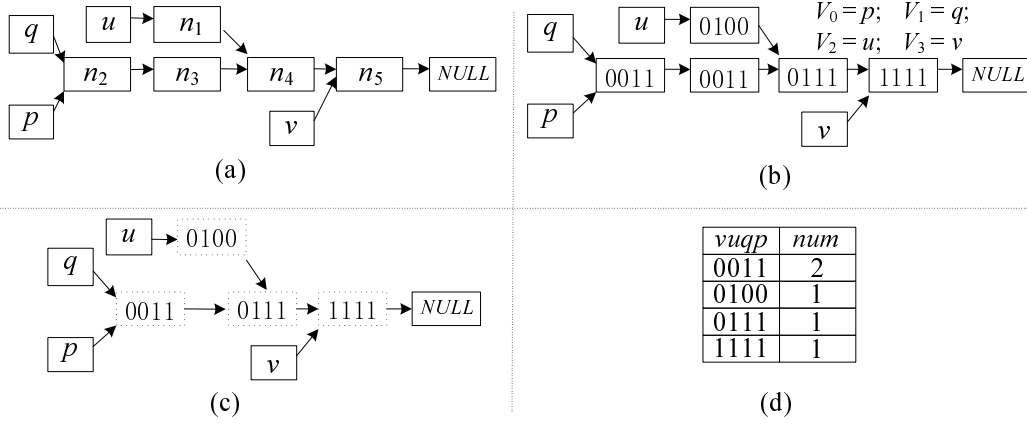 q u n1
n2 n3 n4 n5 NULL
p v
(a)
q u 0100 V0 = p; V1 = q;
V2 = u; V3 = v
0011 0011 0111 1111 NULL
p v
(b)
u 0100
q
0011 0111 1111 NULL
p v
(c)
vuqp num
0011 2
0100 1
0111 1
1111 1
(d)